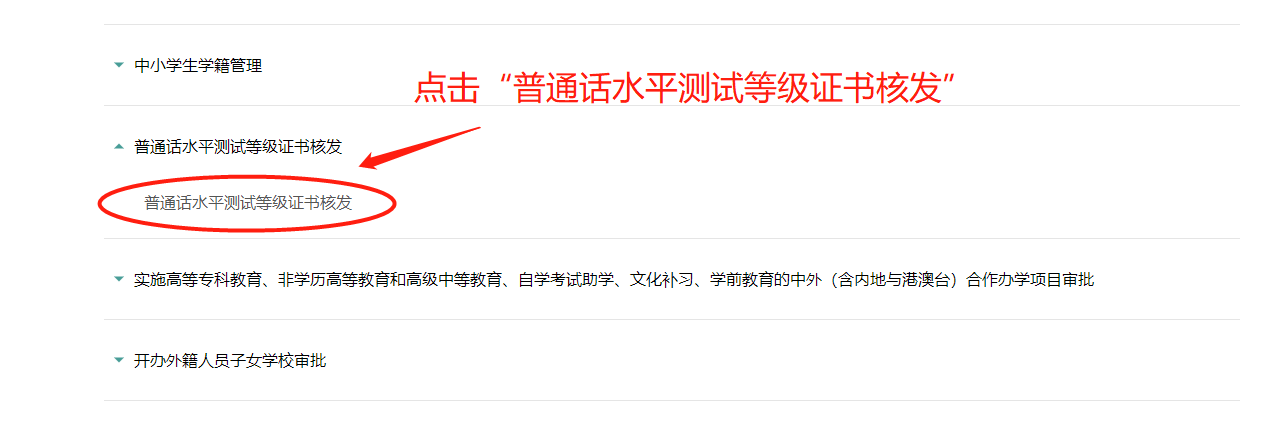 中小学生学籍管理
点击“普通话水平测试等级证书核发”
普通话水平测试等级证书核发
普通话水平测试等级证书核发
实施高等专科教育、非学历高等教育和高级中等教育、自学考试助学、文化补习、学前教育的中外（含内地与港澳台）合作办学项目审批
开办外籍人员子女学校审批